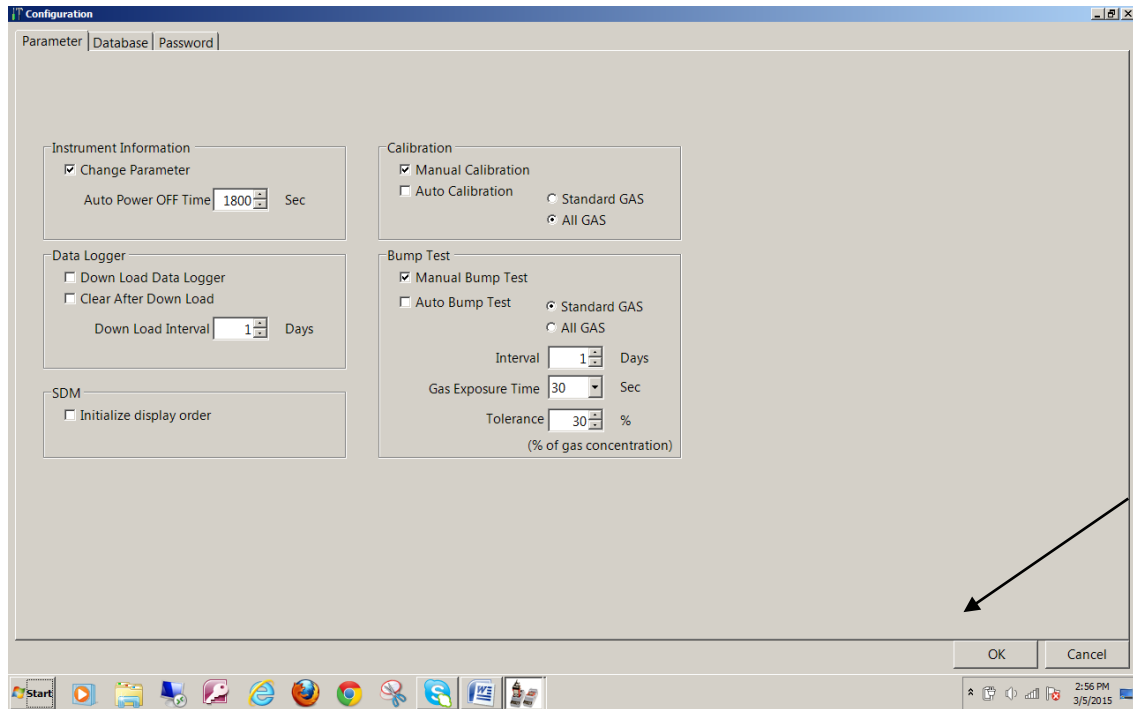 Configuration
Parameter Database Password
Instrument Information
Change Parameter
Auto Power OFF Time 1800 Sec
Data Logger
Down Load Data Logger
Clear After Down Load
Down Load Interval 1 Days
SDM
Initialize display order
Calibration
Manual Calibration
Auto Calibration
Standard GAS
All GAS
Bump Test
Manual Bump Test
Auto Bump Test
Standard GAS
All GAS
Interval 1 Days
Gas Exposure Time 30 Sec
Tolerance 30 %
(% of gas concentration)
OK Cancel
Start
2:56 PM
3/5/2015